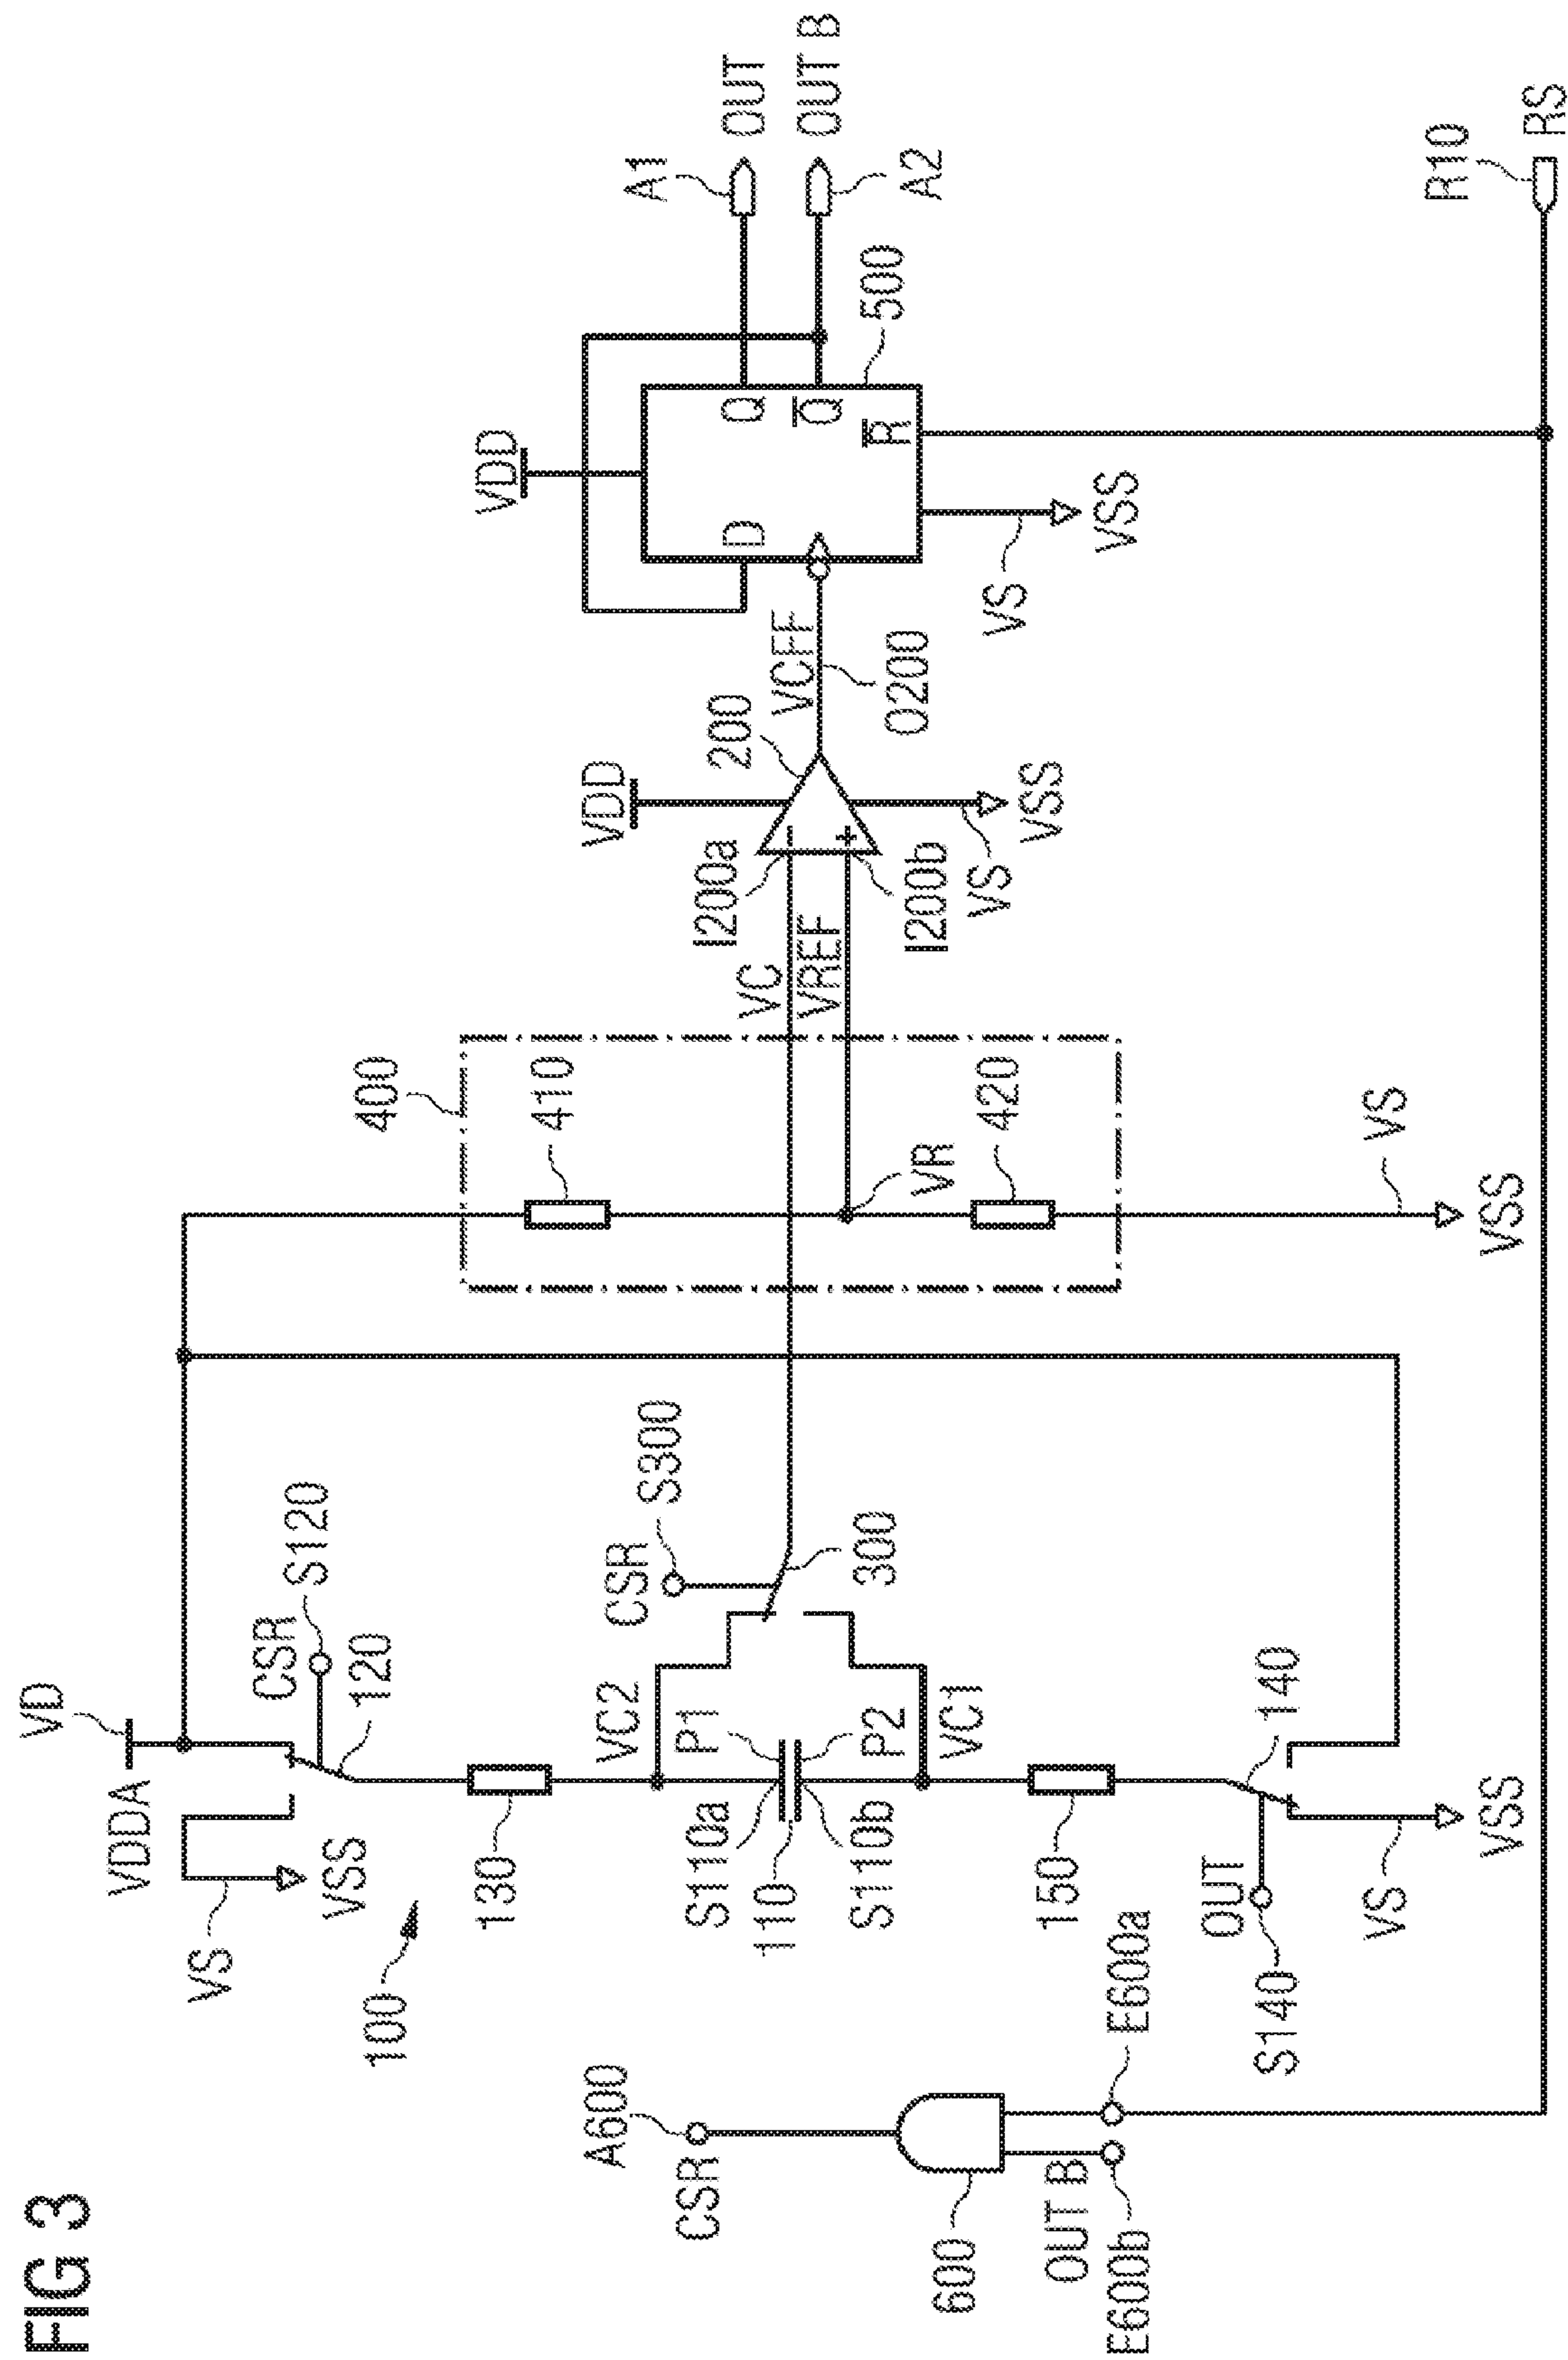 FIG 3
VD
VDDA
VS
VSS
100
CSR
S120
120
130
VC2
P1
S110a
110
P2
S110b
VC1
150
140
OUT
S140
VS
VSS
CSR
S300
300
400
410
VR
420
VS
VSS
VC
VREF
I200a
I200b
VDD
200
VS
VSS
VCFF
O200
VDD
D
Q
Q̅
R̅
500
VS
VSS
A1
OUT
OUT B
A2
R10
RS
A600
CSR
600
OUT B
E600b
E600a